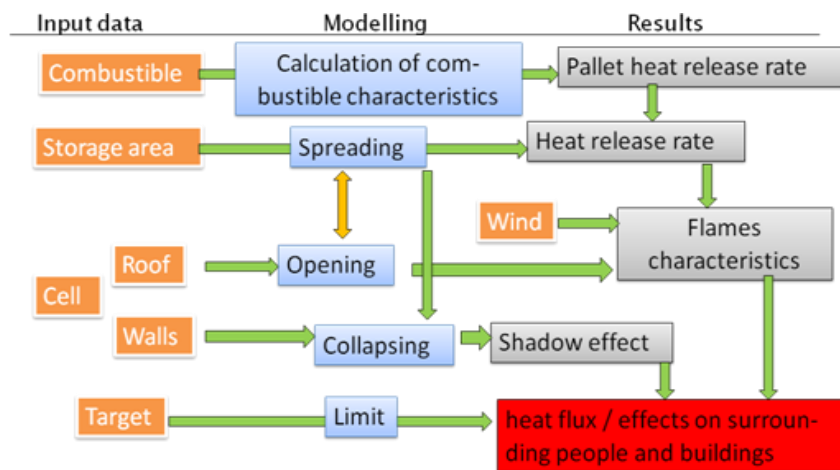 Input data
Modelling
Results
Combustible
Calculation of com-
bustible characteristics
Pallet heat release rate
Storage area
Spreading
Heat release rate
Wind
Flames
characteristics
Roof
Opening
Cell
Walls
Collapsing
Shadow effect
Target
Limit
heat flux / effects on surroun-
ding people and buildings